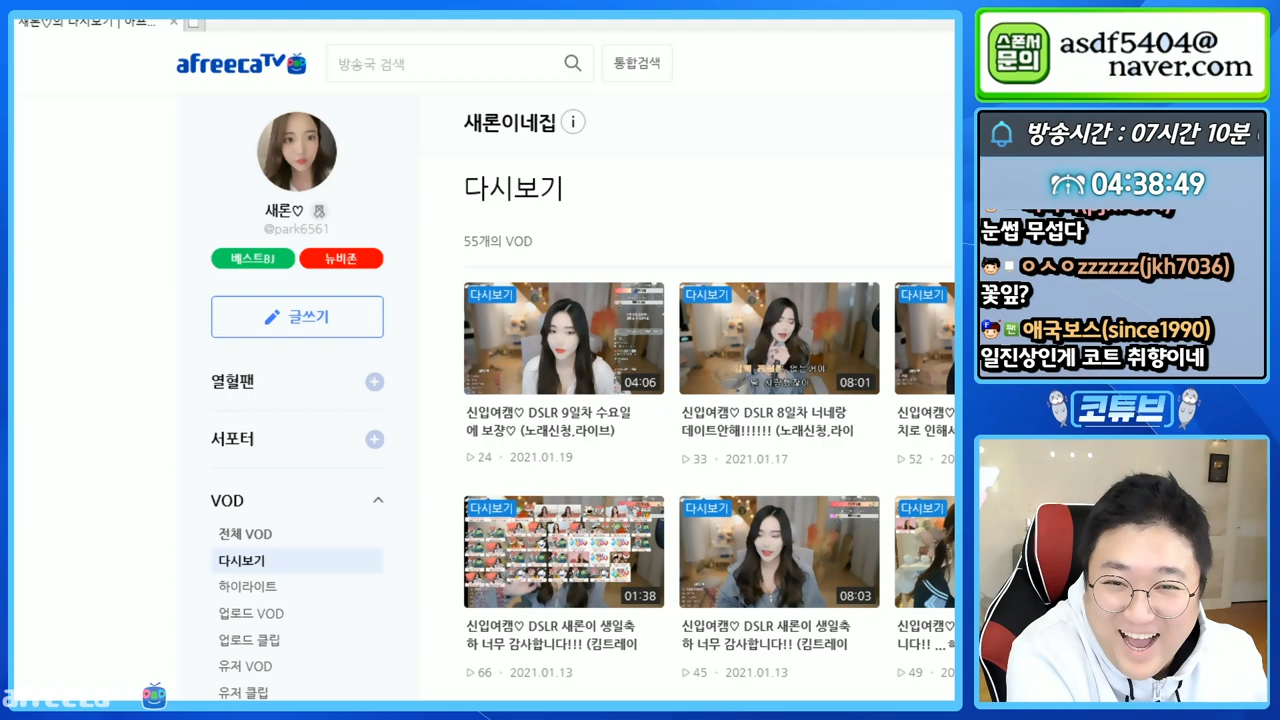 새론♡의 다시보기 | 아프...
afreecaTV
방송국 검색
통합검색
새론♡
@park6561
베스트BJ
뉴비존
글쓰기
열혈팬
서포터
VOD
전체 VOD
다시보기
하이라이트
업로드 VOD
업로드 클립
유저 VOD
유저 클립
새론이네집
다시보기
55개의 VOD
다시보기
04:06
신입여캠♡ DSLR 9일차 수요일
에 보쟝♡ (노래신청.라이브)
24 · 2021.01.19
다시보기
08:01
신입여캠♡ DSLR 8일차 너네랑
데이트안해!!!!!! (노래신청.라이
33 · 2021.01.17
다시보기
신입여캠♡
치로 인해서
52 · 20
다시보기
01:38
신입여캠♡ DSLR 새론이 생일축
하 너무 감사합니다!!! (킴트레이
66 · 2021.01.13
다시보기
08:03
신입여캠♡ DSLR 새론이 생일축
하 너무 감사합니다!! (킴트레이
45 · 2021.01.13
다시보기
신입여캠♡
49 · 20
afreeca
스폰서
문의
asdf5404@
naver.com
방송시간 : 07시간 10분
04:38:49
눈썹 무섭다
ㅇㅅㅇzzzzzz(jkh7036)
꽃잎?
팬 애국보스(since1990)
일진상인게 코트 취향이네
코튜브